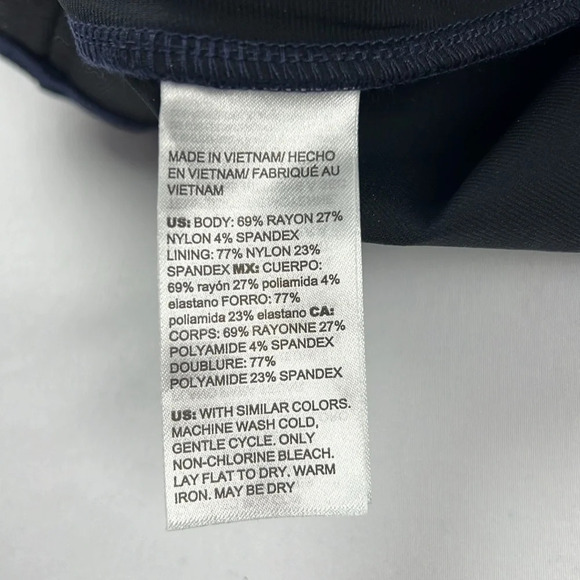 MADE IN VIETNAM/ HECHO
EN VIETNAM/ FABRIQUÉ AU
VIETNAM
US: BODY: 69% RAYON 27%
NYLON 4% SPANDEX
LINING: 77% NYLON 23%
SPANDEX MX: CUERPO:
69% rayón 27% poliamida 4%
elastano FORRO: 77%
poliamida 23% elastano CA:
CORPS: 69% RAYONNE 27%
POLYAMIDE 4% SPANDEX
DOUBLURE: 77%
POLYAMIDE 23% SPANDEX
US: WITH SIMILAR COLORS.
MACHINE WASH COLD,
GENTLE CYCLE. ONLY
NON-CHLORINE BLEACH.
LAY FLAT TO DRY. WARM
IRON. MAY BE DRY